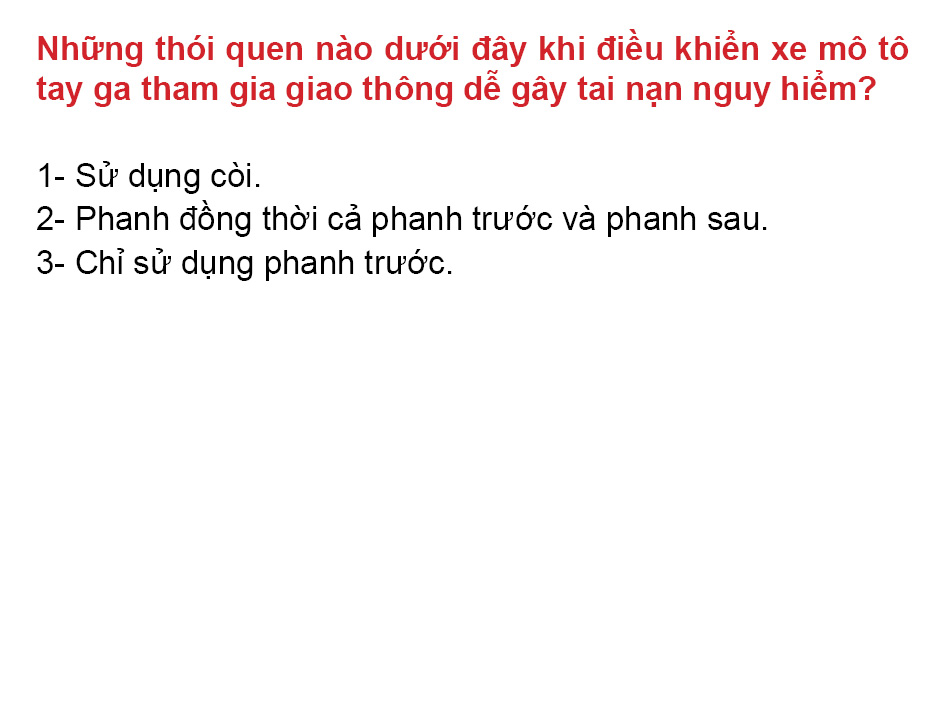 Những thói quen nào dưới đây khi điều khiển xe mô tô
tay ga tham gia giao thông dễ gây tai nạn nguy hiểm?
1- Sử dụng còi.
2- Phanh đồng thời cả phanh trước và phanh sau.
3- Chỉ sử dụng phanh trước.